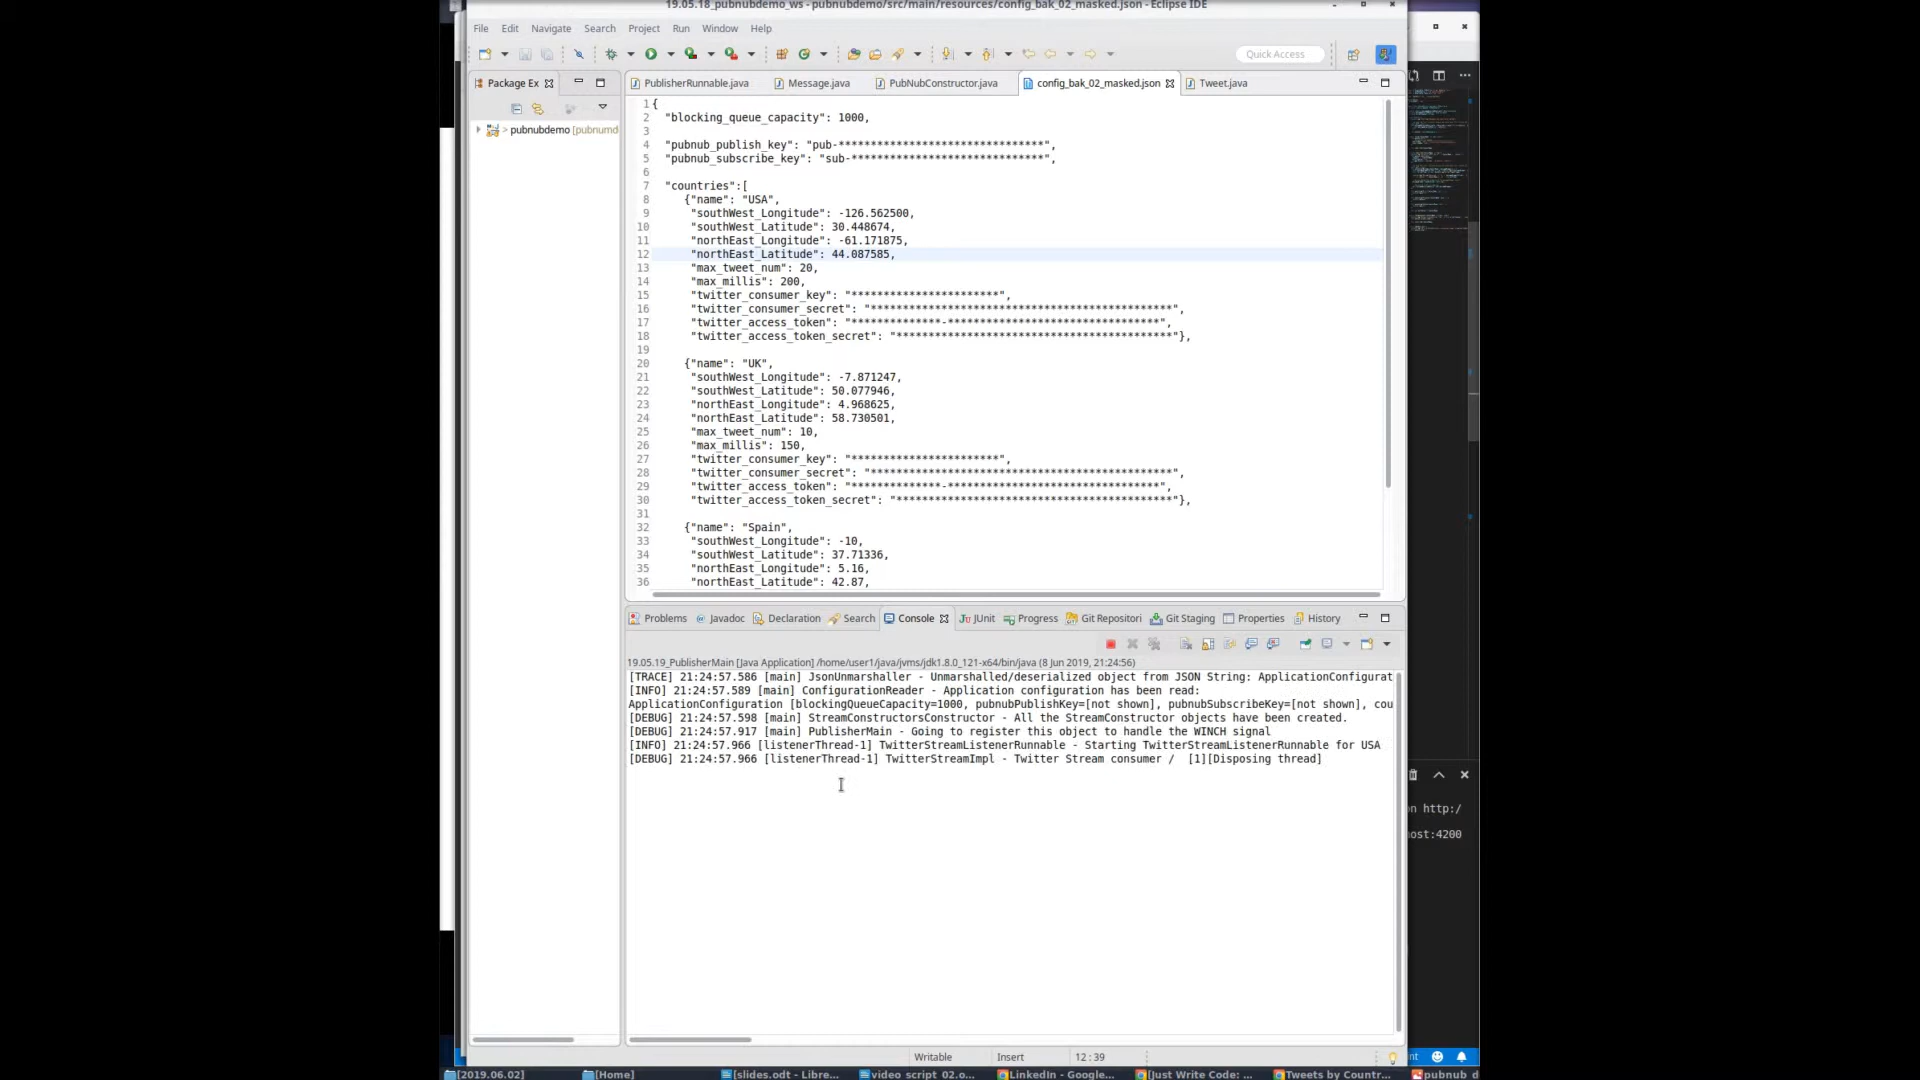 19.05.18_pubnubdemo_ws - pubnubdemo/src/main/resources/config_bak_02_masked.json - Eclipse IDE
File Edit Navigate Search Project Run Window Help
Quick Access
Package Ex
PublisherRunnable.java Message.java PubNubConstructor.java config_bak_02_masked.json Tweet.java
> pubnubdemo [pubnumd
1 {
2 "blocking_queue_capacity": 1000,
3
4 "pubnub_publish_key": "pub-********************************",
5 "pubnub_subscribe_key": "sub-******************************",
6
7 "countries":[
8 {"name": "USA",
9 "southWest_Longitude": -126.562500,
10 "southWest_Latitude": 30.448674,
11 "northEast_Longitude": -61.171875,
12 "northEast_Latitude": 44.087585,
13 "max_tweet_num": 20,
14 "max_millis": 200,
15 "twitter_consumer_key": "***********************",
16 "twitter_consumer_secret": "***********************************************",
17 "twitter_access_token": "**************-*********************************",
18 "twitter_access_token_secret": "*******************************************"},
19
20 {"name": "UK",
21 "southWest_Longitude": -7.871247,
22 "southWest_Latitude": 50.077946,
23 "northEast_Longitude": 4.968625,
24 "northEast_Latitude": 58.730501,
25 "max_tweet_num": 10,
26 "max_millis": 150,
27 "twitter_consumer_key": "***********************",
28 "twitter_consumer_secret": "***********************************************",
29 "twitter_access_token": "**************-*********************************",
30 "twitter_access_token_secret": "*******************************************"},
31
32 {"name": "Spain",
33 "southWest_Longitude": -10,
34 "southWest_Latitude": 37.71336,
35 "northEast_Longitude": 5.16,
36 "northEast_Latitude": 42.87,
Problems Javadoc Declaration Search Console JUnit Progress Git Repositori Git Staging Properties History
19.05.19_PublisherMain [Java Application] /home/user1/java/jvms/jdk1.8.0_121-x64/bin/java (8 Jun 2019, 21:24:56)
[TRACE] 21:24:57.586 [main] JsonUnmarshaller - Unmarshalled/deserialized object from JSON String: ApplicationConfigurat
[INFO] 21:24:57.589 [main] ConfigurationReader - Application configuration has been read:
ApplicationConfiguration [blockingQueueCapacity=1000, pubnubPublishKey=[not shown], pubnubSubscribeKey=[not shown], cou
[DEBUG] 21:24:57.598 [main] StreamConstructorsConstructor - All the StreamConstructor objects have been created.
[DEBUG] 21:24:57.917 [main] PublisherMain - Going to register this object to handle the WINCH signal
[INFO] 21:24:57.966 [listenerThread-1] TwitterStreamListenerRunnable - Starting TwitterStreamListenerRunnable for USA
[DEBUG] 21:24:57.966 [listenerThread-1] TwitterStreamImpl - Twitter Stream consumer / [1][Disposing thread]
on http:/
ost:4200
Writable Insert 12 : 39
nt
[2019.06.02] [Home] [slides.odt - Libre... video_script_02.o... LinkedIn - Google... [Just Write Code: ... Tweets by Countr... pubnub_d